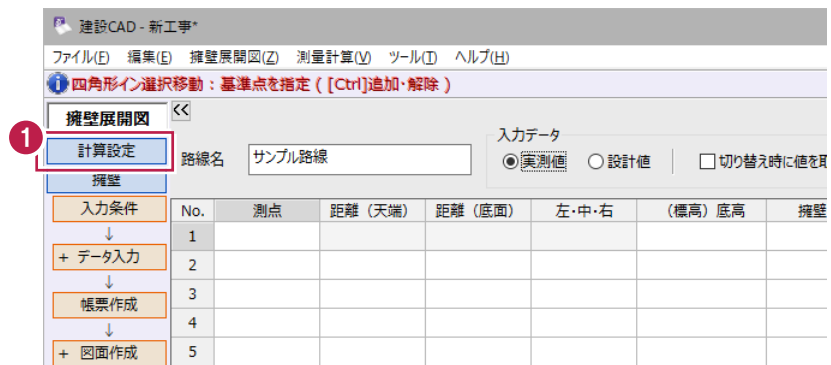 建設CAD - 新工事*
ファイル(F) 編集(E) 擁壁展開図(Z) 測量計算(V) ツール(T) ヘルプ(H)
四角形イン選択移動：基準点を指定 ( [Ctrl]追加・解除 )
擁壁展開図
<<
1
計算設定
擁壁
入力条件
↓
+ データ入力
↓
帳票作成
↓
+ 図面作成
路線名 サンプル路線
入力データ
実測値 設計値 切り替え時に値を取
No. 測点 距離（天端） 距離（底面） 左・中・右 （標高）底高 擁壁
1
2
3
4
5